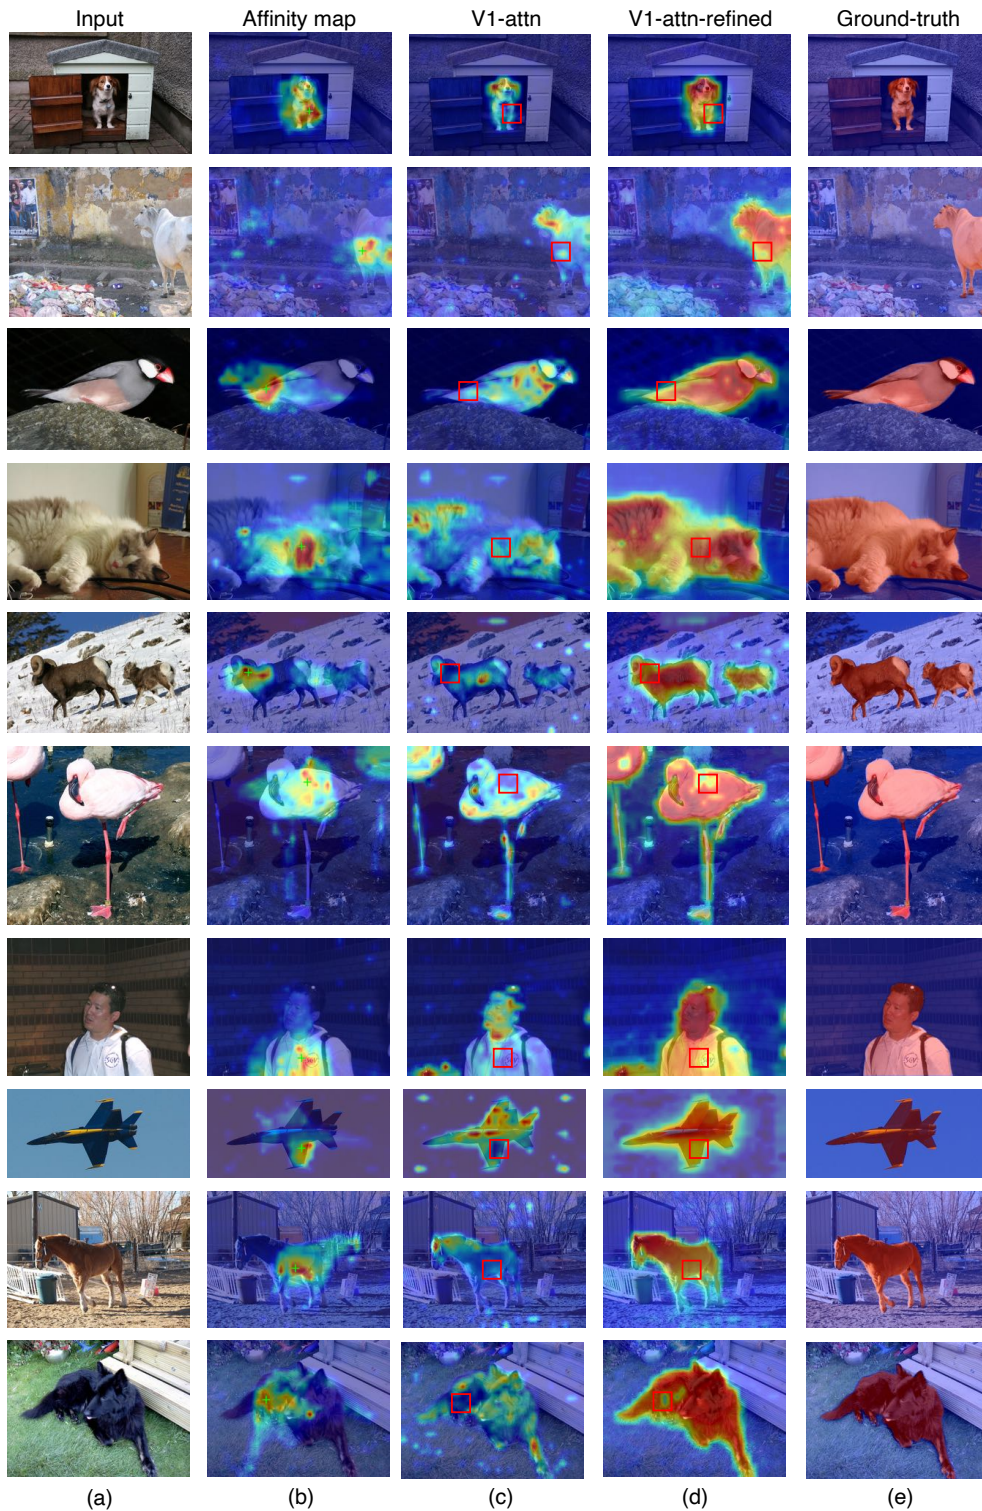 Input Affinity map V1-attn V1-attn-refined Ground-truth
(a) (b) (c) (d) (e)